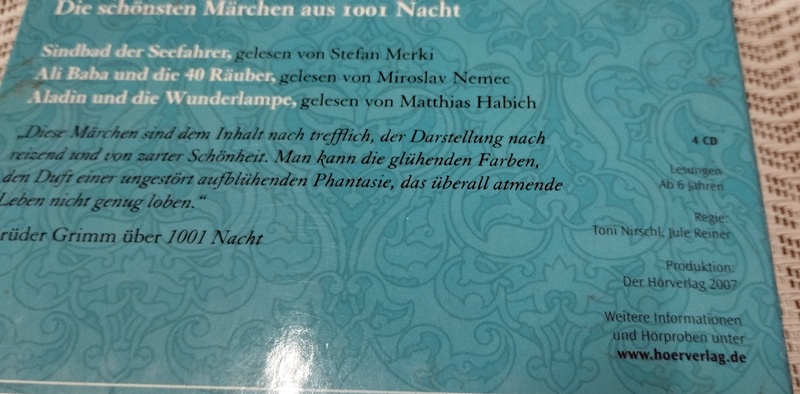 Die schönsten Märchen aus 1001 Nacht
Sindbad der Seefahrer, gelesen von Stefan Merki
Ali Baba und die 40 Räuber, gelesen von Miroslav Nemec
Aladin und die Wunderlampe, gelesen von Matthias Habich
„Diese Märchen sind dem Inhalt nach trefflich, der Darstellung nach
reizend und von zarter Schönheit. Man kann die glühenden Farben,
den Duft einer ungestört aufblühenden Phantasie, das überall atmende
Leben nicht genug loben.“
rüder Grimm über 1001 Nacht
4 CD
Lesungen
Ab 6 Jahren
Regie:
Toni Nirschl, Jule Reiner
Produktion:
Der Hörverlag 2007
Weitere Informationen
und Hörproben unter
www.hoerverlag.de